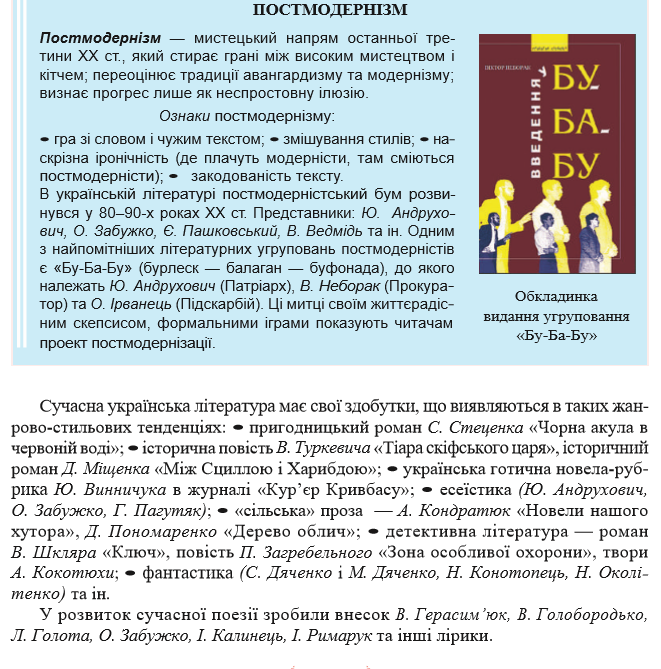 ПОСТМОДЕРНІЗМ
Постмодернізм — мистецький напрям останньої тре-
тини ХХ ст., який стирає грані між високим мистецтвом і
кітчем; переоцінює традиції авангардизму та модернізму;
визнає прогрес лише як неспростовну ілюзію.
Ознаки постмодернізму:
• гра зі словом і чужим текстом; • змішування стилів; • на-
скрізна іронічність (де плачуть модерністи, там сміються
постмодерністи); • закодованість тексту.
В українській літературі постмодерністський бум розви-
нувся у 80–90-х роках ХХ ст. Представники: Ю. Андрухо-
вич, О. Забужко, Є. Пашковський, В. Ведмідь та ін. Одним
з найпомітніших літературних угруповань постмодерністів
є «Бу-Ба-Бу» (бурлеск — балаган — буфонада), до якого
належать Ю. Андрухович (Патріарх), В. Неборак (Прокура-
тор) та О. Ірванець (Підскарбій). Ці митці своїм життєрадіс-
ним скепсисом, формальними іграми показують читачам
проект постмодернізації.
ВІКТОР НЕБОРАК
ВВЕДЕННЯ У
БУ-
БА-
БУ
Обкладинка
видання угруповання
«Бу-Ба-Бу»
Сучасна українська література має свої здобутки, що виявляються в таких жан-
рово-стильових тенденціях: • пригодницький роман С. Стеценка «Чорна акула в
червоній воді»; • історична повість В. Туркевича «Тіара скіфського царя», історичний
роман Д. Міщенка «Між Сциллою і Харибдою»; • українська готична новела-руб-
рика Ю. Винничука в журналі «Кур’єр Кривбасу»; • есеїстика (Ю. Андрухович,
О. Забужко, Г. Пагутяк); • «сільська» проза — А. Кондратюк «Новели нашого
хутора», Д. Пономаренко «Дерево облич»; • детективна література — роман
В. Шкляра «Ключ», повість П. Загребельного «Зона особливої охорони», твори
А. Кокотюхи; • фантастика (С. Дяченко і М. Дяченко, Н. Конотопець, Н. Околі-
тенко) та ін.
У розвиток сучасної поезії зробили внесок В. Герасим’юк, В. Голобородько,
Л. Голота, О. Забужко, І. Калинець, І. Римарук та інші лірики.